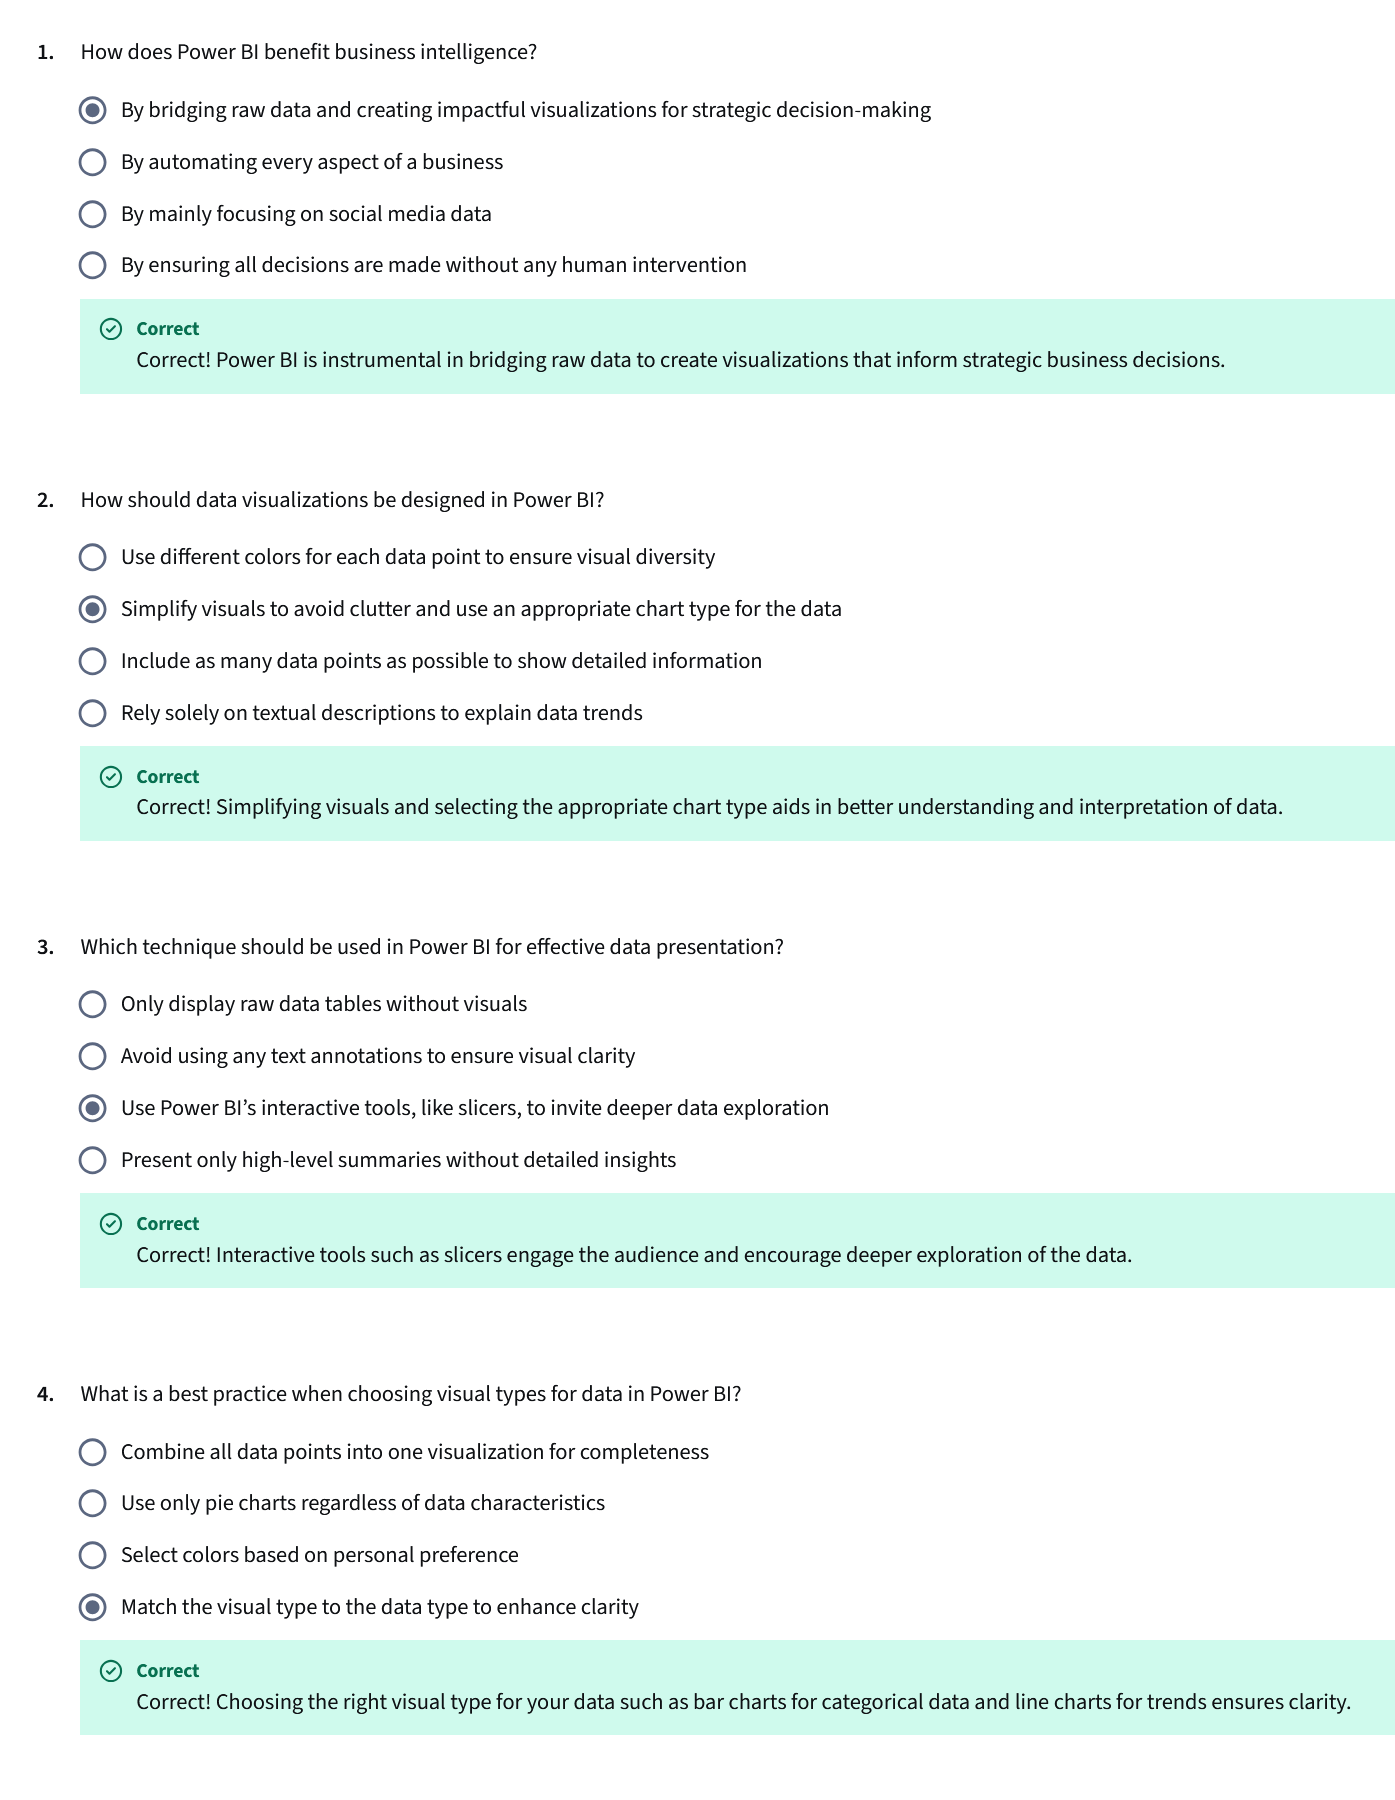 1. How does Power BI benefit business intelligence?
By bridging raw data and creating impactful visualizations for strategic decision-making
By automating every aspect of a business
By mainly focusing on social media data
By ensuring all decisions are made without any human intervention
Correct
Correct! Power BI is instrumental in bridging raw data to create visualizations that inform strategic business decisions.
2. How should data visualizations be designed in Power BI?
Use different colors for each data point to ensure visual diversity
Simplify visuals to avoid clutter and use an appropriate chart type for the data
Include as many data points as possible to show detailed information
Rely solely on textual descriptions to explain data trends
Correct
Correct! Simplifying visuals and selecting the appropriate chart type aids in better understanding and interpretation of data.
3. Which technique should be used in Power BI for effective data presentation?
Only display raw data tables without visuals
Avoid using any text annotations to ensure visual clarity
Use Power BI’s interactive tools, like slicers, to invite deeper data exploration
Present only high-level summaries without detailed insights
Correct
Correct! Interactive tools such as slicers engage the audience and encourage deeper exploration of the data.
4. What is a best practice when choosing visual types for data in Power BI?
Combine all data points into one visualization for completeness
Use only pie charts regardless of data characteristics
Select colors based on personal preference
Match the visual type to the data type to enhance clarity
Correct
Correct! Choosing the right visual type for your data such as bar charts for categorical data and line charts for trends ensures clarity.